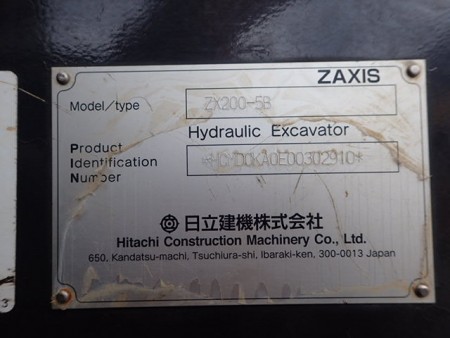 ZAXIS
Model/type ZX200-5B
Hydraulic Excavator
Product
Identification
Number
日立建機株式会社
Hitachi Construction Machinery Co., Ltd.
650, Kandatsu-machi, Tsuchiura-shi, Ibaraki-ken, 300-0013 Japan